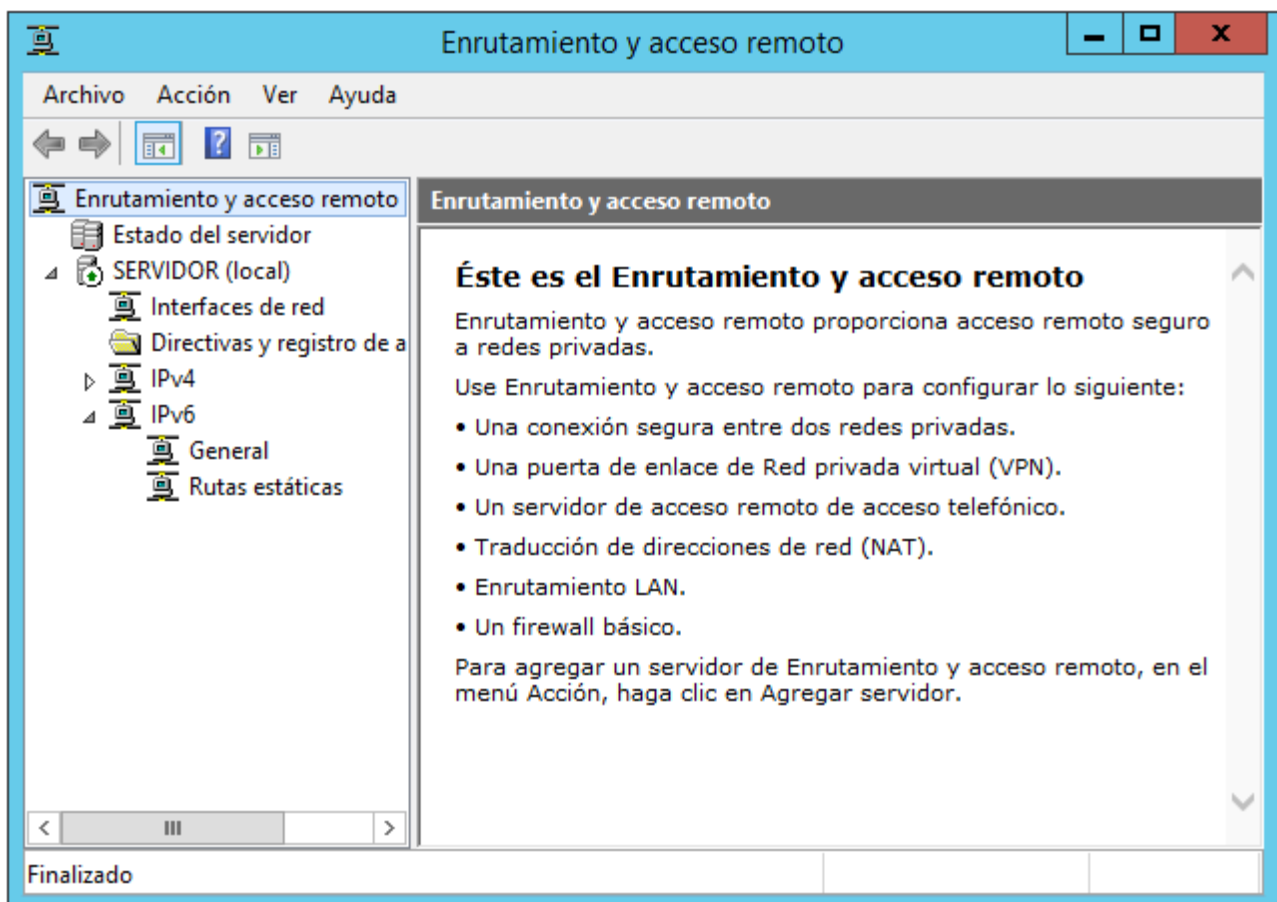 Enrutamiento y acceso remoto
Archivo Acción Ver Ayuda
Enrutamiento y acceso remoto
Estado del servidor
SERVIDOR (local)
Interfaces de red
Directivas y registro de a
IPv4
IPv6
General
Rutas estáticas
Enrutamiento y acceso remoto
Éste es el Enrutamiento y acceso remoto
Enrutamiento y acceso remoto proporciona acceso remoto seguro
a redes privadas.
Use Enrutamiento y acceso remoto para configurar lo siguiente:
• Una conexión segura entre dos redes privadas.
• Una puerta de enlace de Red privada virtual (VPN).
• Un servidor de acceso remoto de acceso telefónico.
• Traducción de direcciones de red (NAT).
• Enrutamiento LAN.
• Un firewall básico.
Para agregar un servidor de Enrutamiento y acceso remoto, en el
menú Acción, haga clic en Agregar servidor.
Finalizado